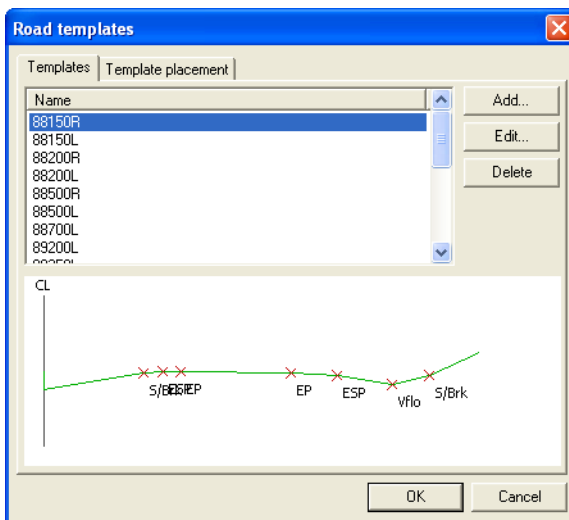 Road templates
Templates
Template placement
Name
88150R
88150L
88200R
88200L
88500R
88500L
88700L
89200L
Add...
Edit...
Delete
CL
EP
EP
ESP
Vflo
S/Brk
OK
Cancel